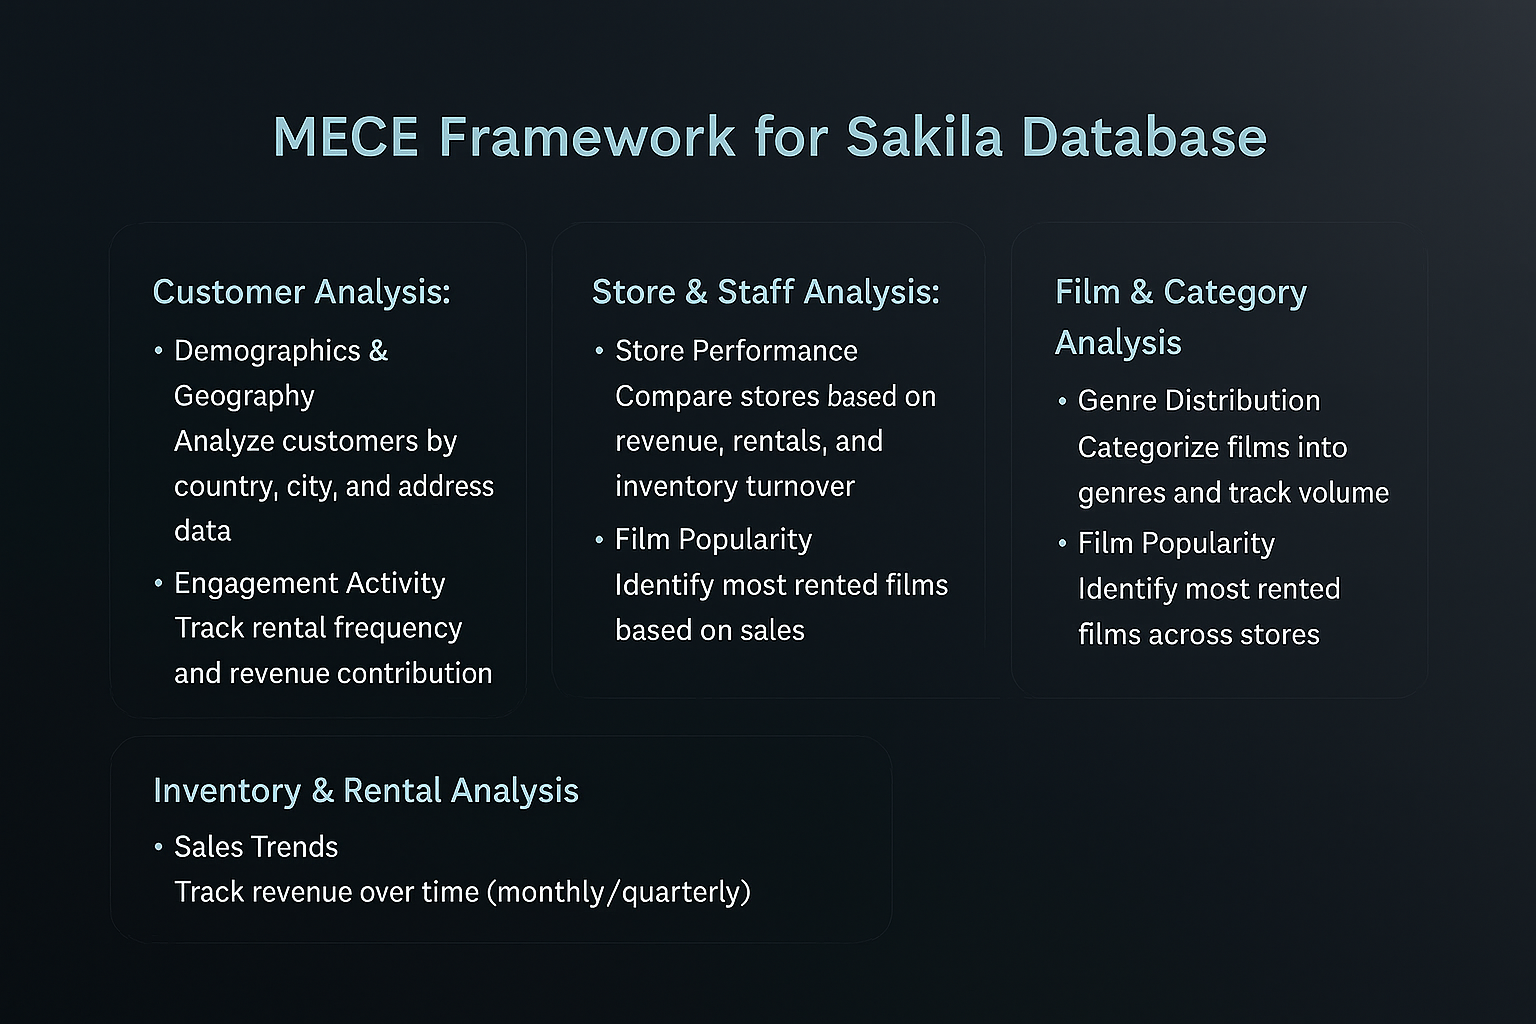 MECE Framework for Sakila Database
Customer Analysis:
• Demographics &
Geography
Analyze customers by
country, city, and address
data
• Engagement Activity
Track rental frequency
and revenue contribution
Store & Staff Analysis:
• Store Performance
Compare stores based on
revenue, rentals, and
inventory turnover
• Film Popularity
Identify most rented films
based on sales
Film & Category
Analysis
• Genre Distribution
Categorize films into
genres and track volume
• Film Popularity
Identify most rented
films across stores
Inventory & Rental Analysis
• Sales Trends
Track revenue over time (monthly/quarterly)